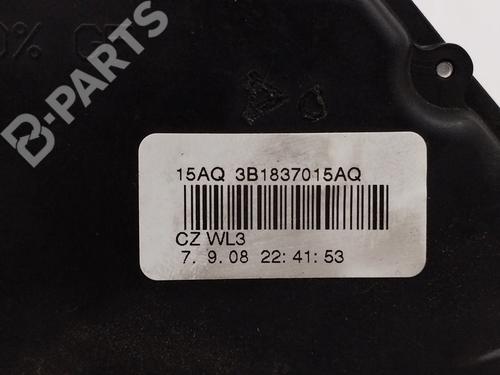 B-PARTS
15AQ 3B1837015AQ
CZ WL3
7. 9.08 22:41:53